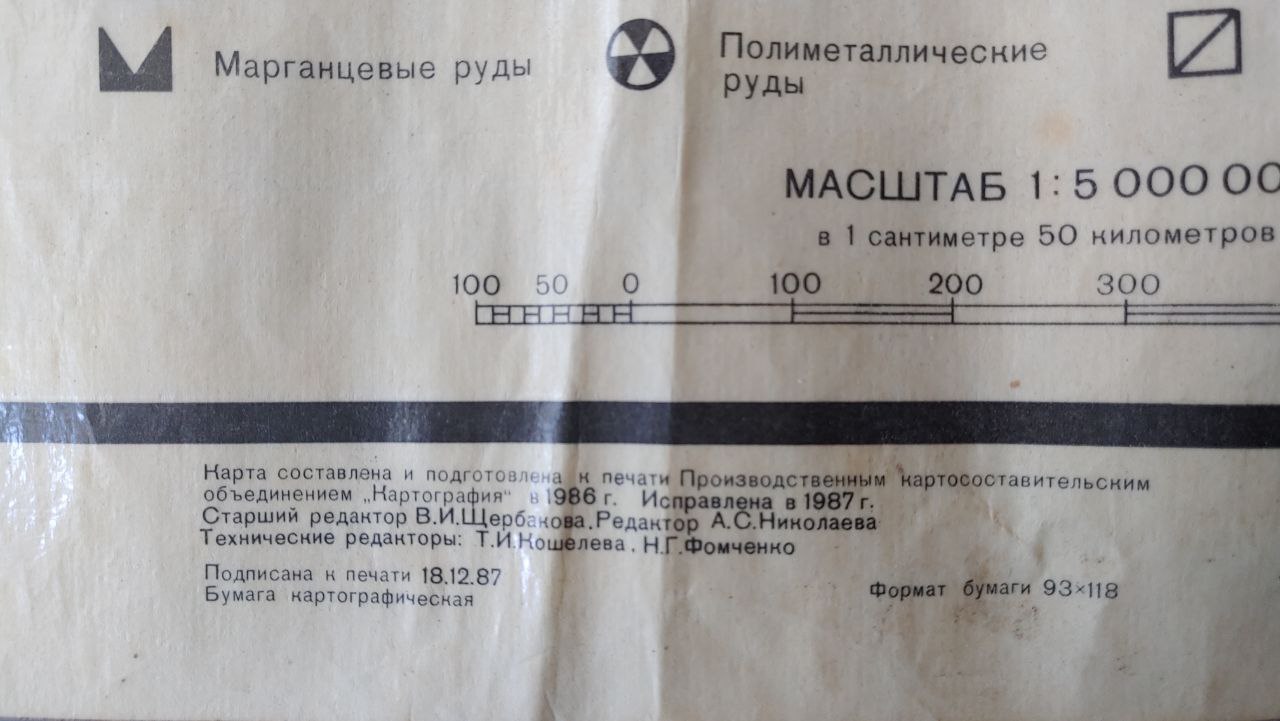 Марганцевые руды
Полиметаллические
руды
МАСШТАБ 1:5 000 00
в 1 сантиметре 50 километров
100 50 0 100 200 300
Карта составлена и подготовлена к печати Производственным картосоставительским
объединением „Картография“ в 1986 г. Исправлена в 1987 г.
Старший редактор В.И.Щербакова. Редактор А.С.Николаева
Технические редакторы: Т.И.Кошелева, Н.Г.Фомченко
Подписана к печати 18.12.87
Бумага картографическая
Формат бумаги 93×118